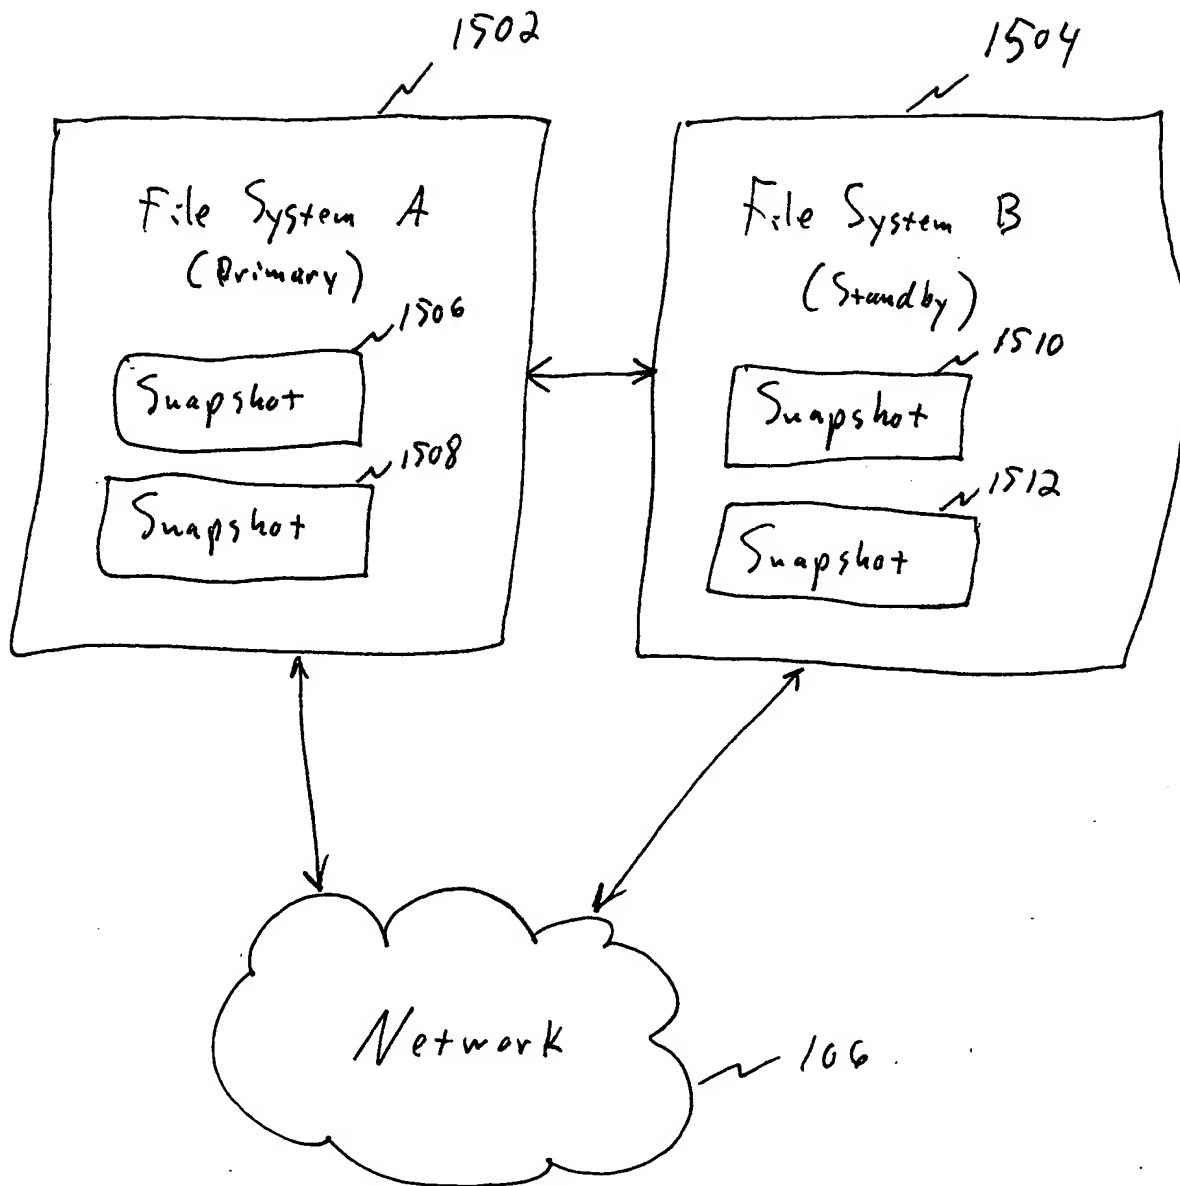 1502
1504
File System A
(Primary)
1506
Snapshot
1508
Snapshot
File System B
(Standby)
1510
Snapshot
1512
Snapshot
Network
106